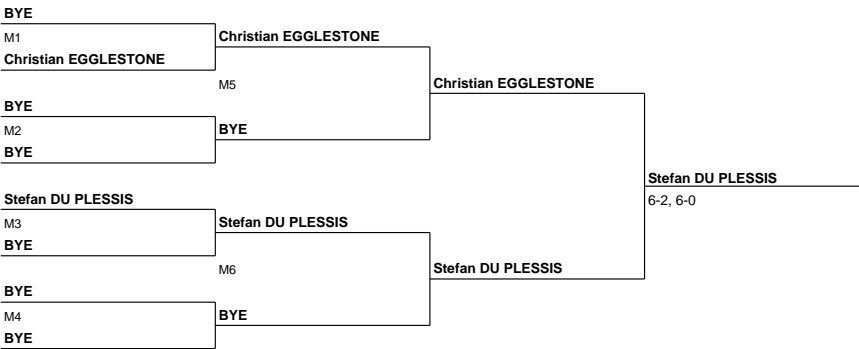 BYE
M1
Christian EGGLESTONE
Christian EGGLESTONE
M5
Christian EGGLESTONE
BYE
M2
BYE
BYE
Stefan DU PLESSIS
6-2, 6-0
Stefan DU PLESSIS
M3
BYE
Stefan DU PLESSIS
M6
Stefan DU PLESSIS
BYE
M4
BYE
BYE